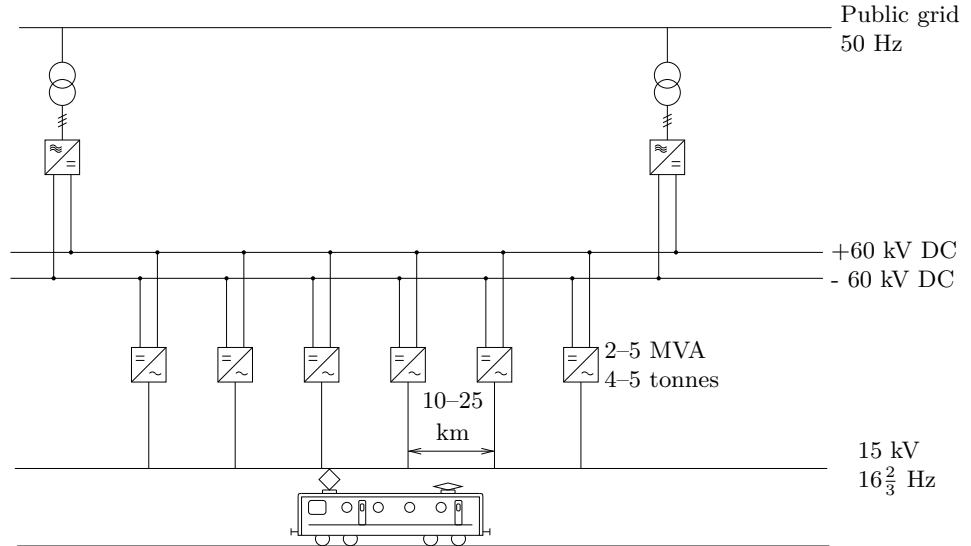 Public grid
50 Hz
+60 kV DC
- 60 kV DC
2–5 MVA
4–5 tonnes
10–25
km
15 kV
16⅔ Hz